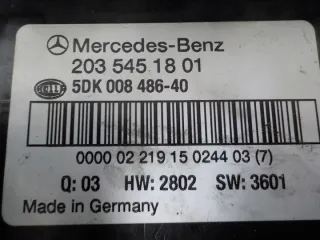 Mercedes-Benz
203 545 18 01
HELLA 5DK 008 486-40
0000 02 219 15 0244 03 (7)
Q: 03 HW: 2802 SW: 3601
Made in Germany